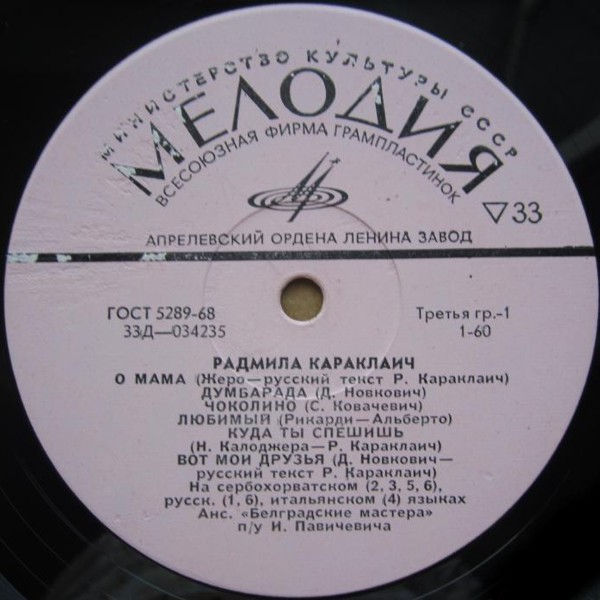 МИНИСТЕРСТВО КУЛЬТУРЫ СССР
МЕЛОДИЯ
ВСЕСОЮЗНАЯ ФИРМА ГРАМПЛАСТИНОК
▽33
АПРЕЛЕВСКИЙ ОРДЕНА ЛЕНИНА ЗАВОД
ГОСТ 5289-68
33Д—034235
Третья гр.-1
1-60
РАДМИЛА КАРАКЛАИЧ
О МАМА (Жеро—русский текст Р. Караклаич)
ДУМБАРАДА (Д. Новкович)
ЧОКОЛИНО (С. Ковачевич)
ЛЮБИМЫЙ (Рикарди—Альберто)
КУДА ТЫ СПЕШИШЬ
(Н. Калоджера—Р. Караклаич)
ВОТ МОИ ДРУЗЬЯ (Д. Новкович—
русский текст Р. Караклаич)
На сербохорватском (2, 3, 5, 6),
русск. (1, 6), итальянском (4) языках
Анс. «Белградские мастера»
п/у И. Павичевича